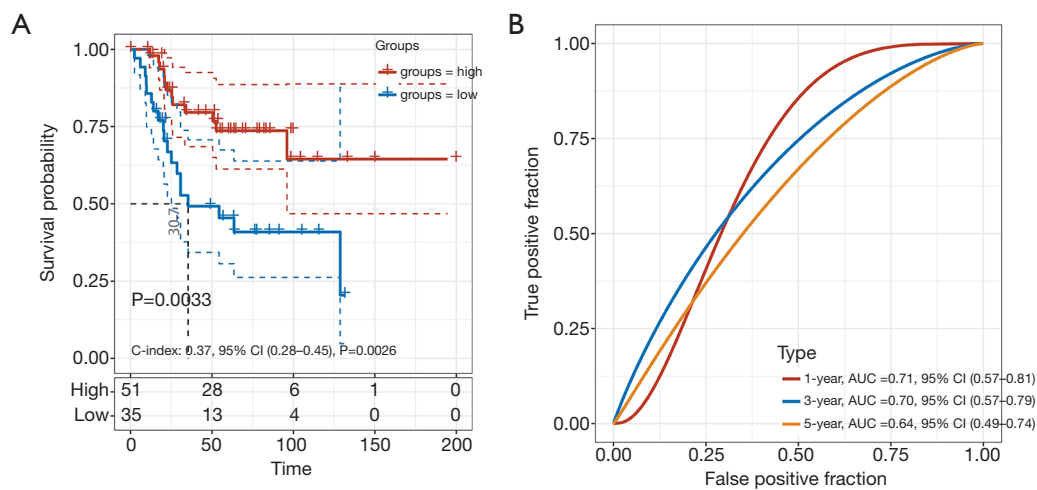 A
Groups
groups = high
groups = low
1.00
0.75
0.50
0.25
0.00
Survival probability
30.7
P=0.0033
C-index: 0.37, 95% CI (0.28–0.45), P=0.0026
High 51 28 6 1 0
Low 35 13 4 0 0
0 50 100 150 200
Time
B
1.00
0.75
0.50
0.25
0.00
True positive fraction
Type
1-year, AUC =0.71, 95% CI (0.57–0.81)
3-year, AUC =0.70, 95% CI (0.57–0.79)
5-year, AUC =0.64, 95% CI (0.49–0.74)
0.00 0.25 0.50 0.75 1.00
False positive fraction